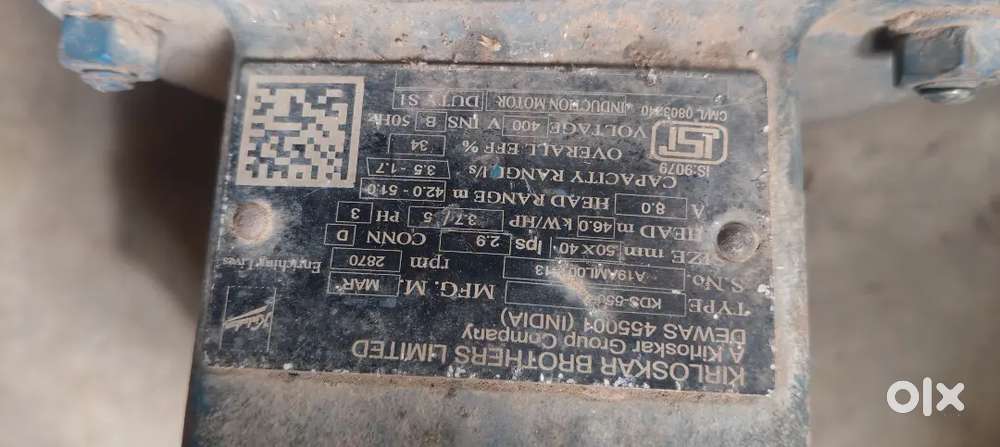 KIRLOSKAR BROTHERS LIMITED
A Kirloskar Group Company
DEWAS 455001 (INDIA)
Enriching Lives
TYPE KDS-550 MFG. M. MAR
S.No. rpm 2870
SIZE mm 50X40 lps 2.9 CONN D
HEAD m 46.0 kW/HP 3.7 / 5 PH 3
A 8.0 HEAD RANGE m 42.0 - 51.0
CAPACITY RANGE l/s 3.5 - 1.7
OVERALL EFF % 34
VOLTAGE 400 V INS B 50Hz
INDUCTION MOTOR DUTY S1
IS:9079
ISI
CM/L
olx